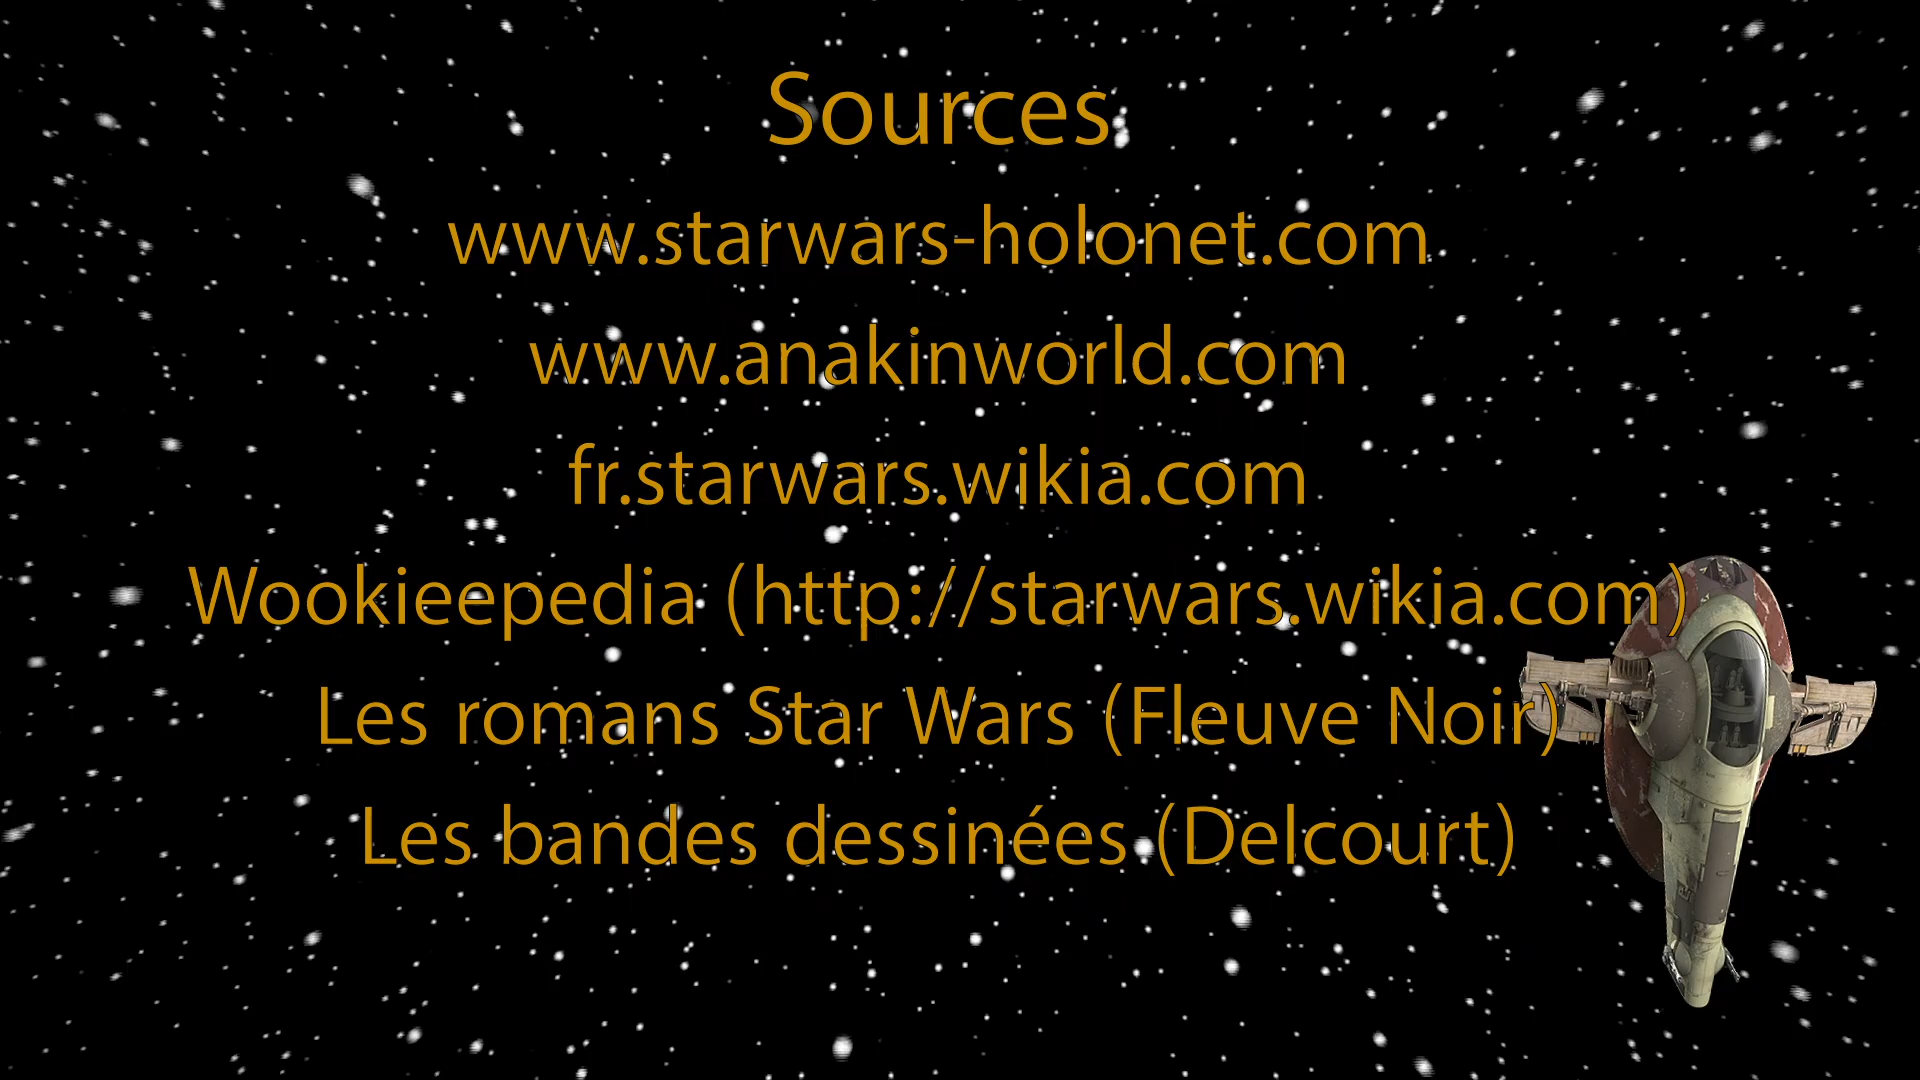 Sources
www.starwars-holonet.com
www.anakinworld.com
fr.starwars.wikia.com
Wookieepedia (http://starwars.wikia.com)
Les romans Star Wars (Fleuve Noir)
Les bandes dessinées (Delcourt)